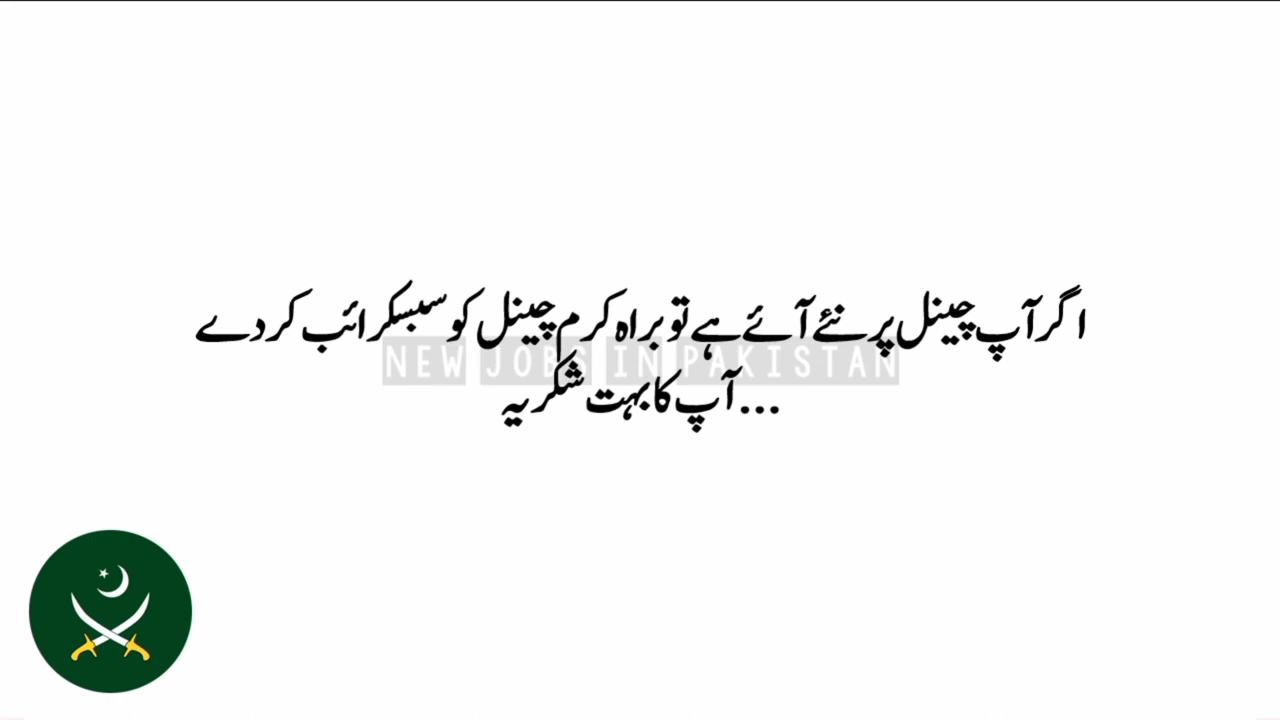 اگر آپ چینل پر نئے آئے ہے تو براہ کرم چینل کو سبسکرائب کر دے
NEW JOBS IN PAKISTAN
...آپ کا بہت شکریہ